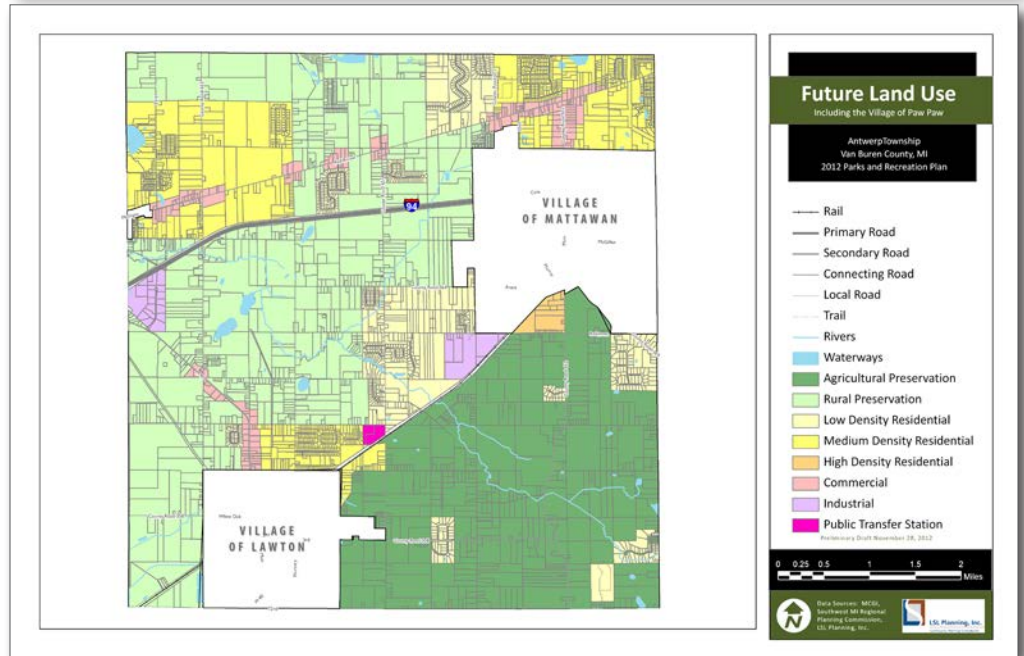 Future Land Use
Including the Village of Paw Paw
AntwerpTownship
Van Buren County, MI
2012 Parks and Recreation Plan
94
VILLAGE
OF MATTAWAN
VILLAGE
OF LAWTON
Rail
Primary Road
Secondary Road
Connecting Road
Local Road
Trail
Rivers
Waterways
Agricultural Preservation
Rural Preservation
Low Density Residential
Medium Density Residential
High Density Residential
Commercial
Industrial
Public Transfer Station
Preliminary Draft November 28, 2012
0 0.25 0.5 1 1.5 2
Miles
N
Data Sources: MCGI,
Southwest MI Regional
Planning Commission,
LSL Planning, Inc.
LSL Planning, Inc.